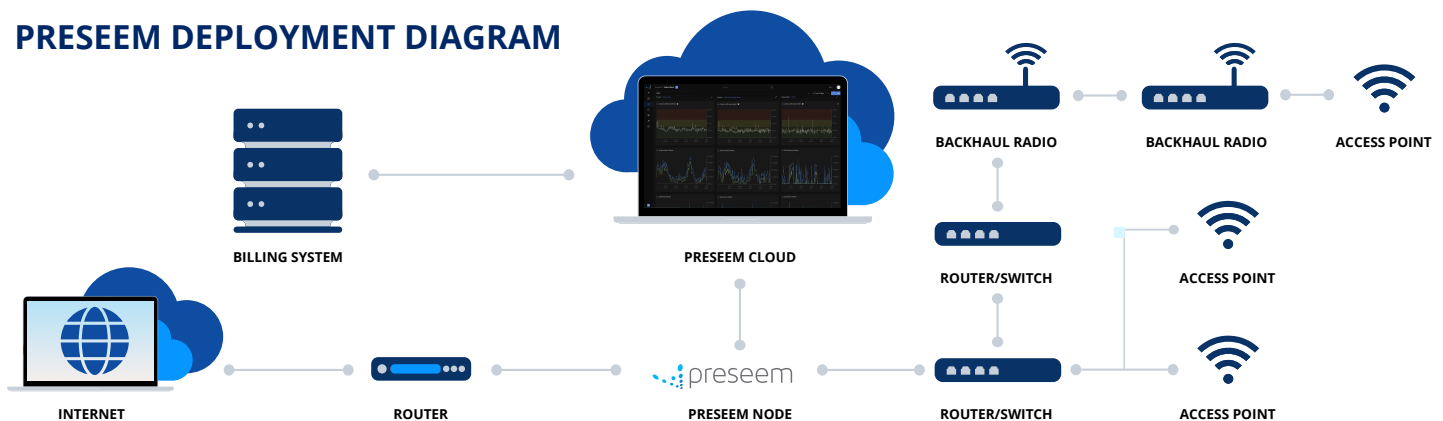 PRESEEM DEPLOYMENT DIAGRAM
BACKHAUL RADIO
BACKHAUL RADIO
ACCESS POINT
BILLING SYSTEM
PRESEEM CLOUD
ROUTER/SWITCH
ACCESS POINT
preseem
INTERNET
ROUTER
PRESEEM NODE
ROUTER/SWITCH
ACCESS POINT